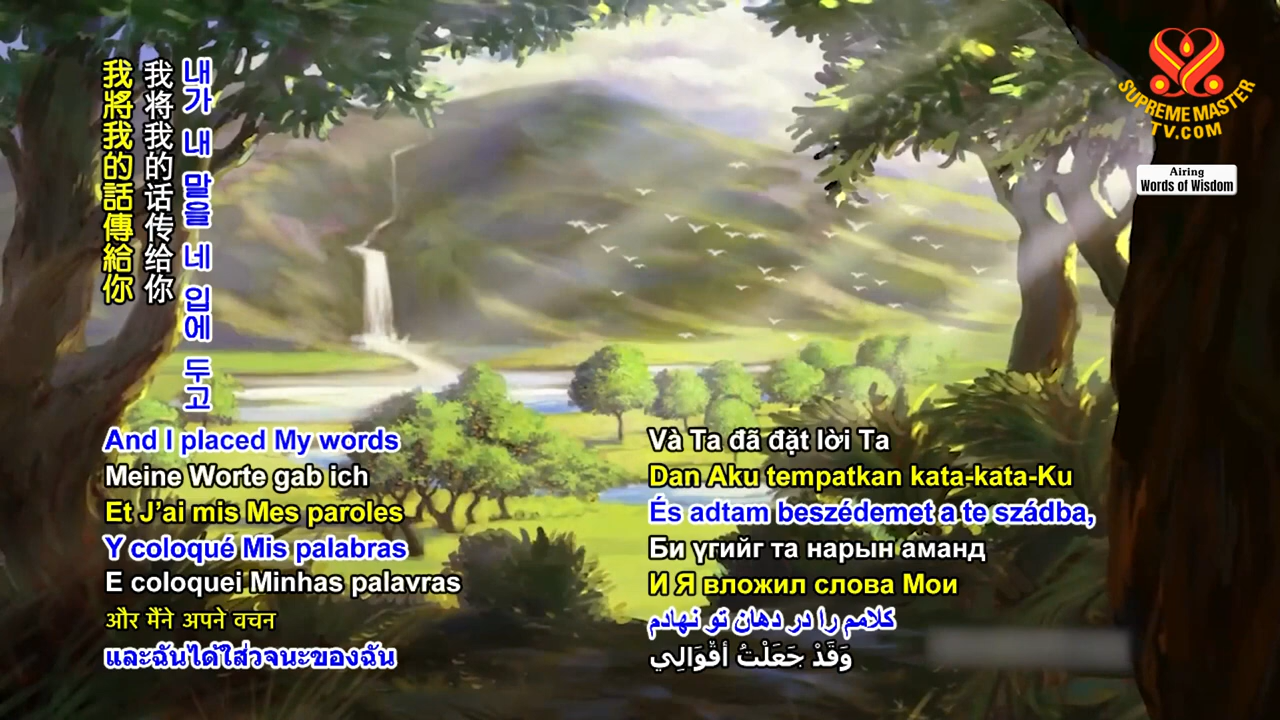 我將我的話傳給你
我将我的话传给你
내가 내 말을 네 입에 두고
And I placed My words
Meine Worte gab ich
Et J’ai mis Mes paroles
Y coloqué Mis palabras
E coloquei Minhas palavras
और मैंने अपने वचन
และฉันได้ใส่วจนะของฉัน
Và Ta đã đặt lời Ta
Dan Aku tempatkan kata-kata-Ku
És adtam beszédemet a te szádba,
Би үгийг та нарын аманд
И Я вложил слова Мои
کلامم را در دهان تو نهادم
وَقَدْ جَعَلْتُ أقْوَالِي
SUPREME MASTER
TV.COM
Airing
Words of Wisdom